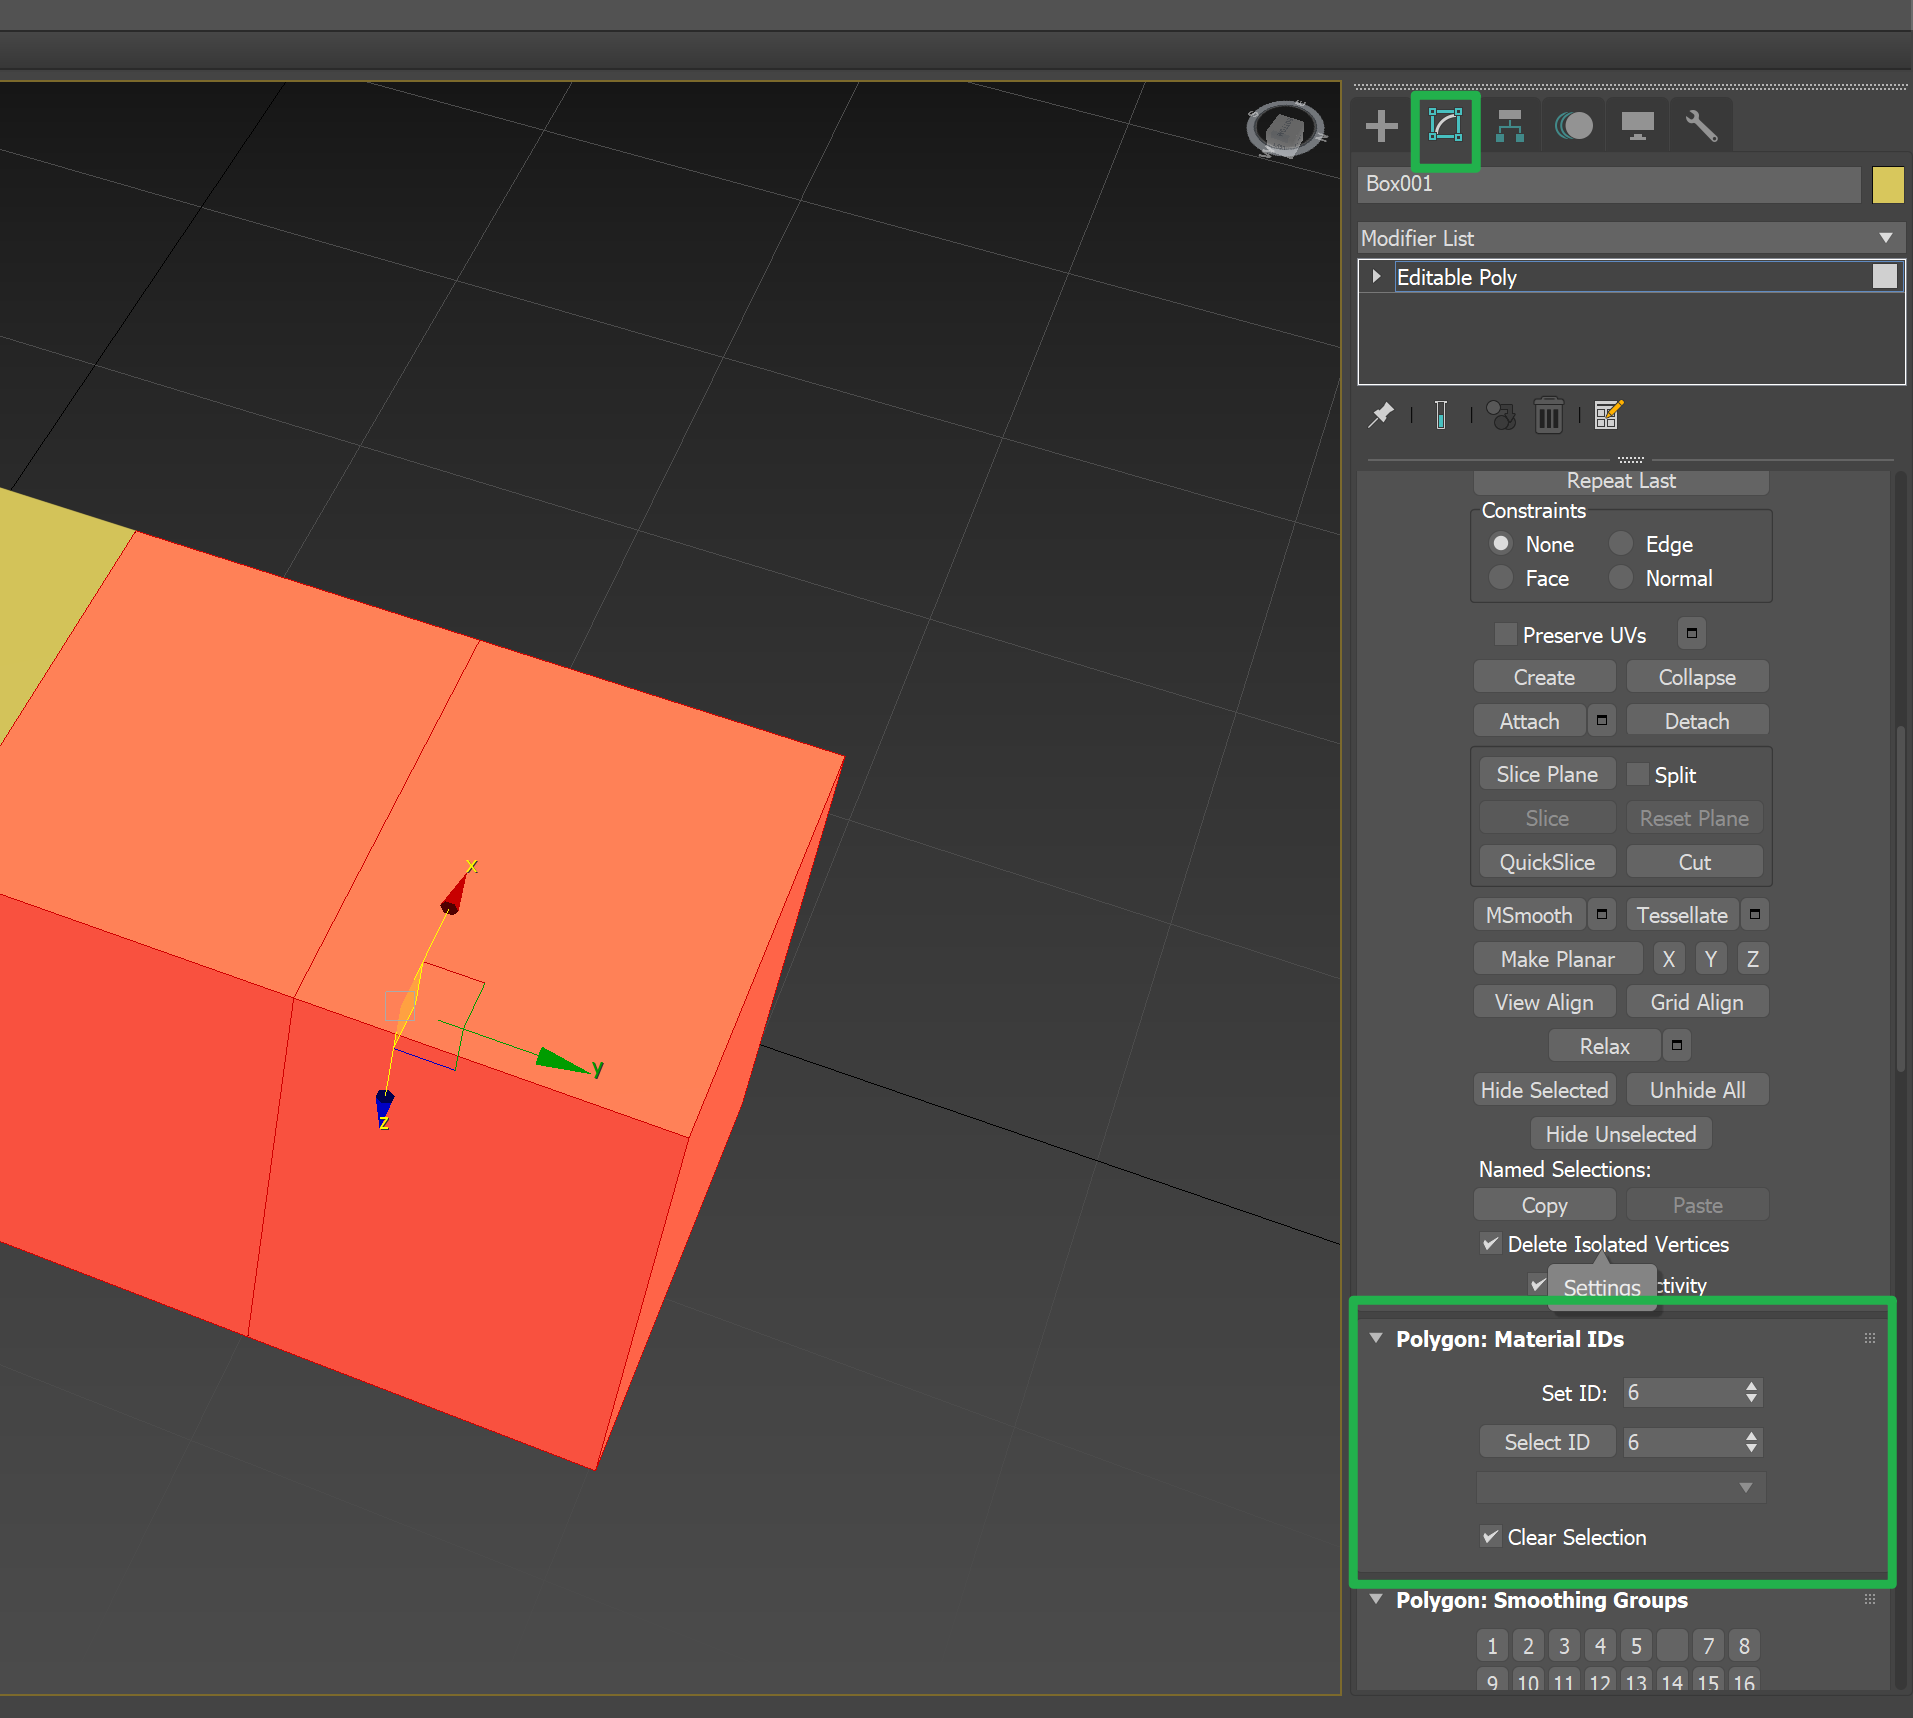 Box001
Modifier List
Editable Poly
Repeat Last
Constraints
None Edge
Face Normal
Preserve UVs
Create Collapse
Attach Detach
Slice Plane Split
Slice Reset Plane
QuickSlice Cut
MSmooth Tessellate
Make Planar X Y Z
View Align Grid Align
Relax
Hide Selected Unhide All
Hide Unselected
Named Selections:
Copy Paste
Delete Isolated Vertices
Settings ctivity
Polygon: Material IDs
Set ID: 6
Select ID 6
Clear Selection
Polygon: Smoothing Groups
1 2 3 4 5 7 8
9 10 11 12 13 14 15 16
x
y
z